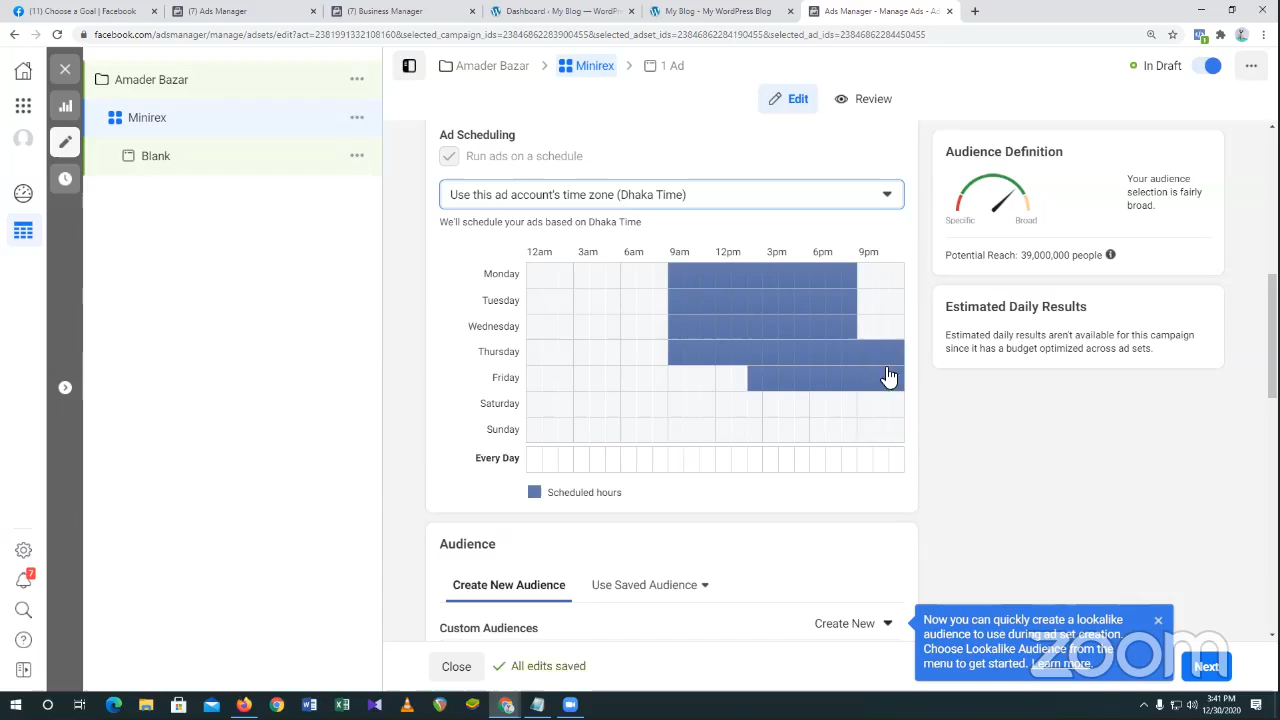 (11) Choose a Goal | Facebook
(7) Ads Manager
(7) Business Manager
Dashboard ‹ My Blog — WordPr
My Blog – My WordPress Blog
Ads Manager - Manage Ads - Ad
facebook.com/adsmanager/manage/adsets/edit?act=2381991332108160&selected_campaign_ids=23846862283900455&selected_adset_ids=23846862284190455&selected_ad_ids=23846862284450455
Amader Bazar
Minirex
Blank
Amader Bazar
Minirex
1 Ad
In Draft
Edit
Review
Ad Scheduling
Run ads on a schedule
Use this ad account's time zone (Dhaka Time)
We'll schedule your ads based on Dhaka Time
12am 3am 6am 9am 12pm 3pm 6pm 9pm
Monday
Tuesday
Wednesday
Thursday
Friday
Saturday
Sunday
Every Day
Scheduled hours
Audience
Create New Audience
Use Saved Audience
Custom Audiences
Create New
Close
All edits saved
Audience Definition
Your audience
selection is fairly
broad.
Specific
Broad
Potential Reach: 39,000,000 people
Estimated Daily Results
Estimated daily results aren't available for this campaign
since it has a budget optimized across ad sets.
Now you can quickly create a lookalike
audience to use during ad set creation.
Choose Lookalike Audience from the
menu to get started. Learn more.
zoom
Next
7
3:41 PM
12/30/2020